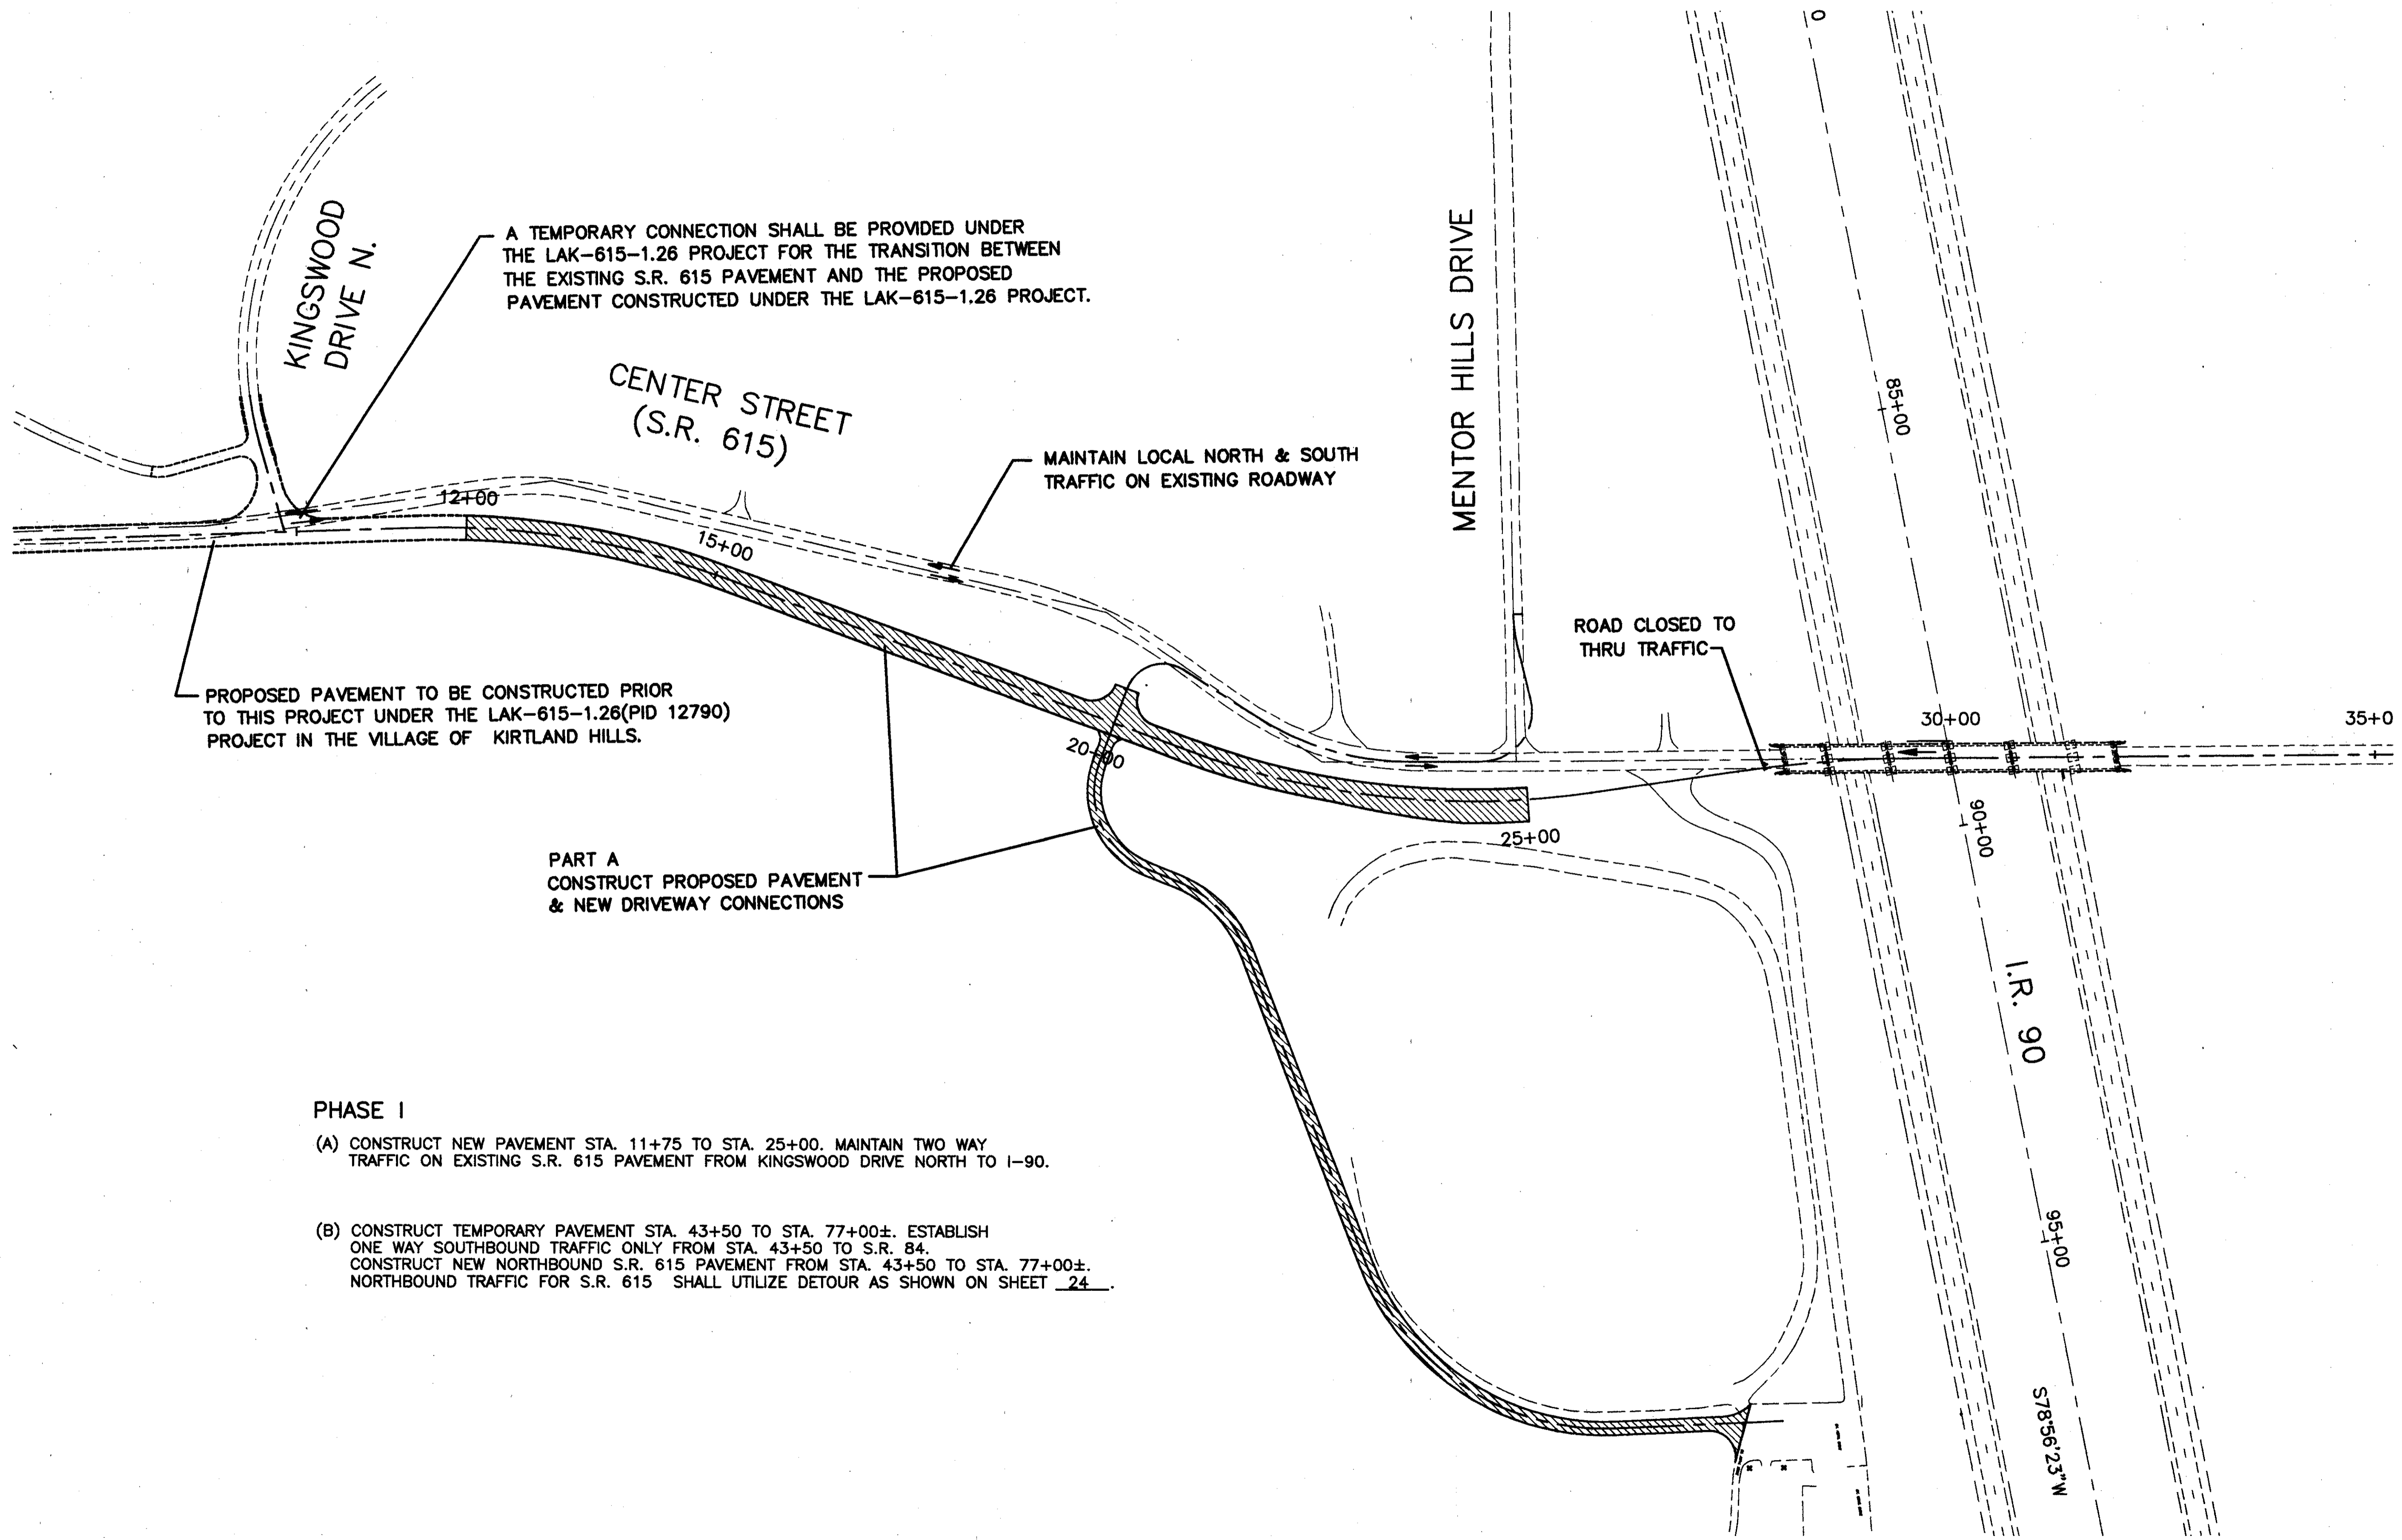 0
KINGSWOOD
DRIVE N.
A TEMPORARY CONNECTION SHALL BE PROVIDED UNDER
THE LAK-615-1.26 PROJECT FOR THE TRANSITION BETWEEN
THE EXISTING S.R. 615 PAVEMENT AND THE PROPOSED
PAVEMENT CONSTRUCTED UNDER THE LAK-615-1.26 PROJECT.
CENTER STREET
(S.R. 615)
MENTOR HILLS DRIVE
85+00
MAINTAIN LOCAL NORTH & SOUTH
TRAFFIC ON EXISTING ROADWAY
12+00
15+00
ROAD CLOSED TO
THRU TRAFFIC
PROPOSED PAVEMENT TO BE CONSTRUCTED PRIOR
TO THIS PROJECT UNDER THE LAK-615-1.26(PID 12790)
PROJECT IN THE VILLAGE OF KIRTLAND HILLS.
30+00
35+0
20+00
25+00
90+00
PART A
CONSTRUCT PROPOSED PAVEMENT
& NEW DRIVEWAY CONNECTIONS
I.R. 90
PHASE I
(A) CONSTRUCT NEW PAVEMENT STA. 11+75 TO STA. 25+00. MAINTAIN TWO WAY
TRAFFIC ON EXISTING S.R. 615 PAVEMENT FROM KINGSWOOD DRIVE NORTH TO I-90.
(B) CONSTRUCT TEMPORARY PAVEMENT STA. 43+50 TO STA. 77+00±. ESTABLISH
ONE WAY SOUTHBOUND TRAFFIC ONLY FROM STA. 43+50 TO S.R. 84.
CONSTRUCT NEW NORTHBOUND S.R. 615 PAVEMENT FROM STA. 43+50 TO STA. 77+00±.
NORTHBOUND TRAFFIC FOR S.R. 615 SHALL UTILIZE DETOUR AS SHOWN ON SHEET 24.
95+00
S78°56'23"W